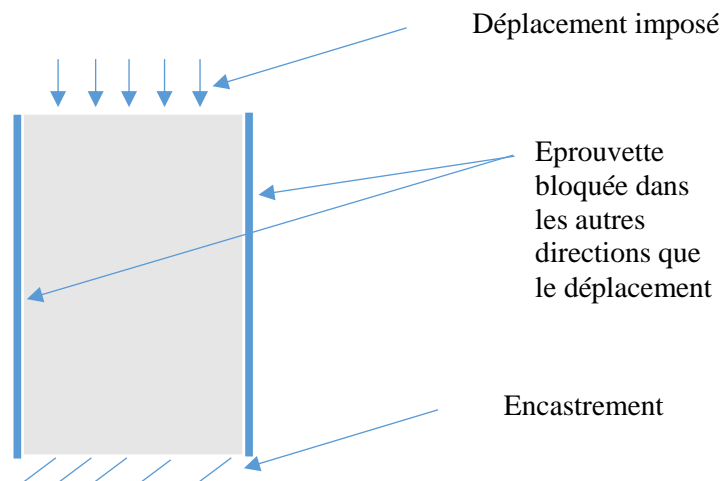 Déplacement imposé
Eprouvette
bloquée dans
les autres
directions que
le déplacement
Encastrement